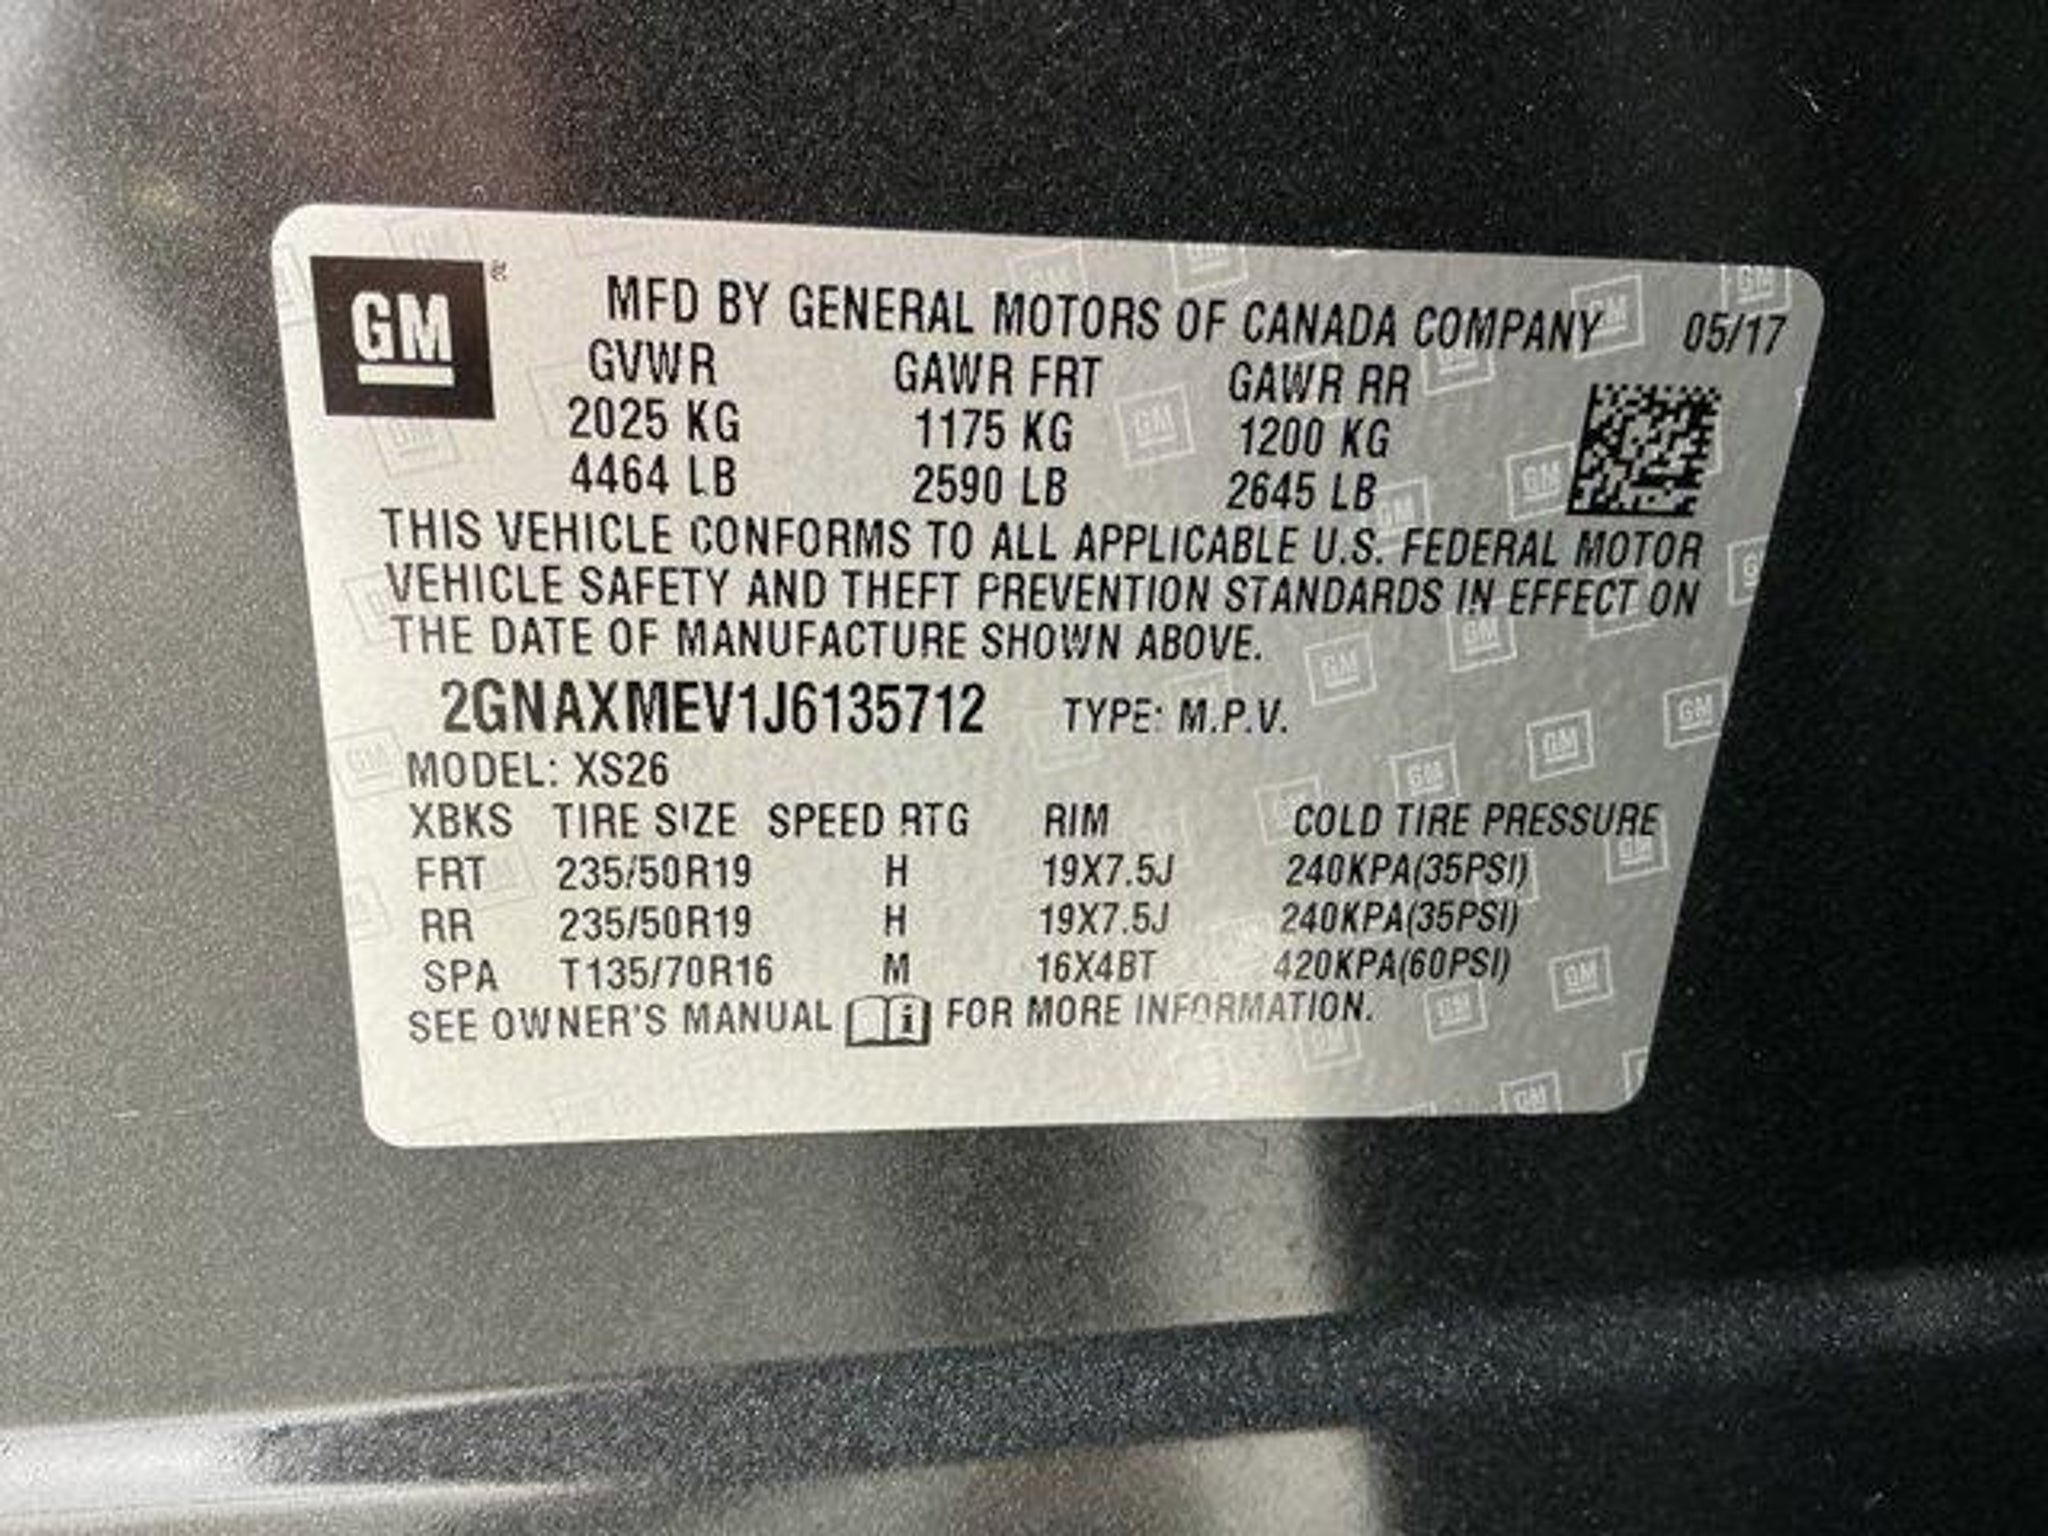 GM
MFD BY GENERAL MOTORS OF CANADA COMPANY 05/17
GVWR GAWR FRT GAWR RR
2025 KG 1175 KG 1200 KG
4464 LB 2590 LB 2645 LB
THIS VEHICLE CONFORMS TO ALL APPLICABLE U.S. FEDERAL MOTOR
VEHICLE SAFETY AND THEFT PREVENTION STANDARDS IN EFFECT ON
THE DATE OF MANUFACTURE SHOWN ABOVE.
2GNAXMEV1J6135712 TYPE: M.P.V.
MODEL: XS26
XBKS TIRE SIZE SPEED RTG RIM COLD TIRE PRESSURE
FRT 235/50R19 H 19X7.5J 240KPA(35PSI)
RR 235/50R19 H 19X7.5J 240KPA(35PSI)
SPA T135/70R16 M 16X4BT 420KPA(60PSI)
SEE OWNER'S MANUAL FOR MORE INFORMATION.